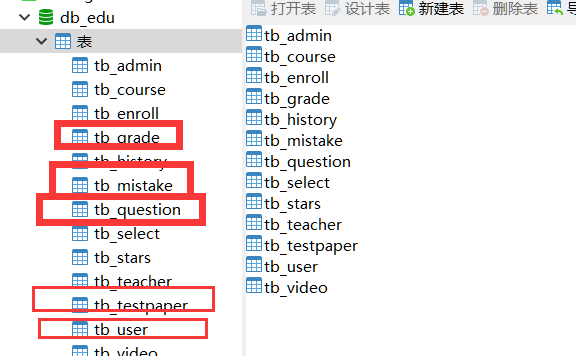 db_edu
表
tb_admin
tb_course
tb_enroll
tb_grade
tb_history
tb_mistake
tb_question
tb_select
tb_stars
tb_teacher
tb_testpaper
tb_user
tb_video
打开表 设计表 新建表 删除表
tb_admin
tb_course
tb_enroll
tb_grade
tb_history
tb_mistake
tb_question
tb_select
tb_stars
tb_teacher
tb_testpaper
tb_user
tb_video